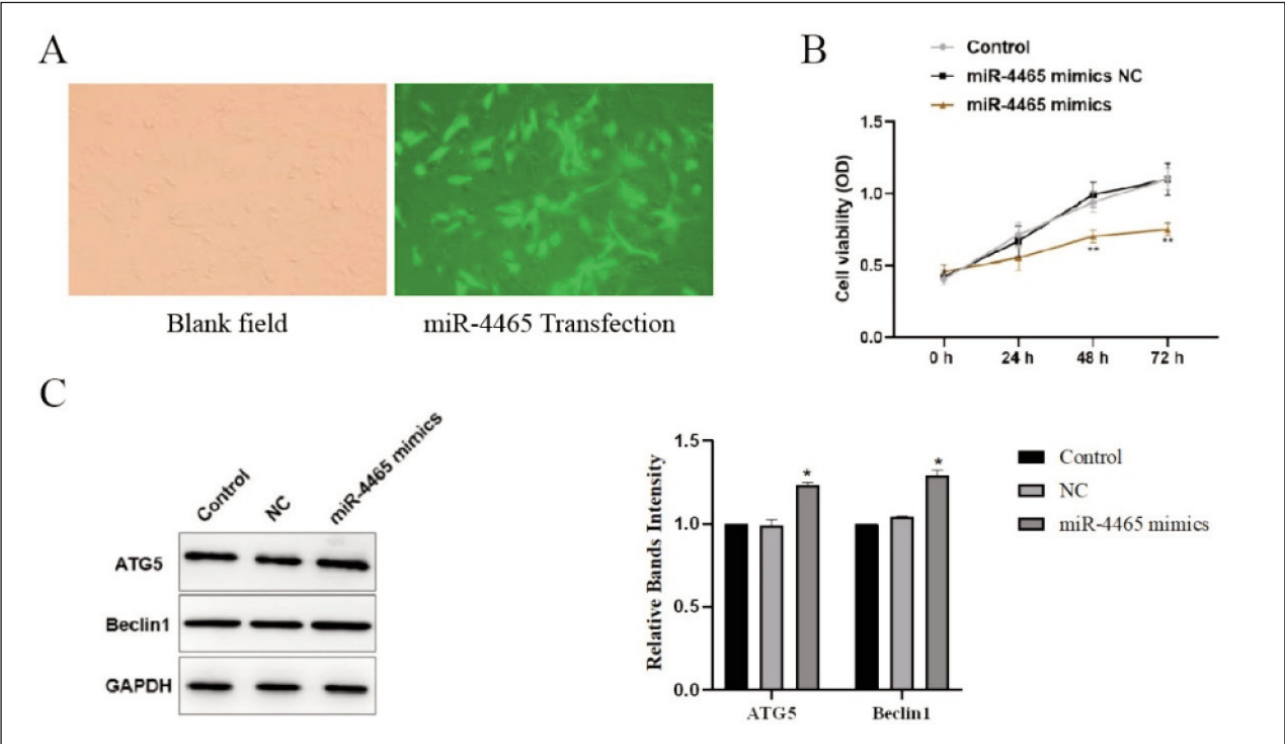 A
Blank field
miR-4465 Transfection
B
Control
miR-4465 mimics NC
miR-4465 mimics
Cell viability (OD)
1.5
1.0
0.5
0.0
**
**
0 h
24 h
48 h
72 h
C
Control
NC
miR-4465 mimics
ATG5
Beclin1
GAPDH
Relative Bands Intensity
1.5
1.0
0.5
0.0
*
*
ATG5
Beclin1
Control
NC
miR-4465 mimics